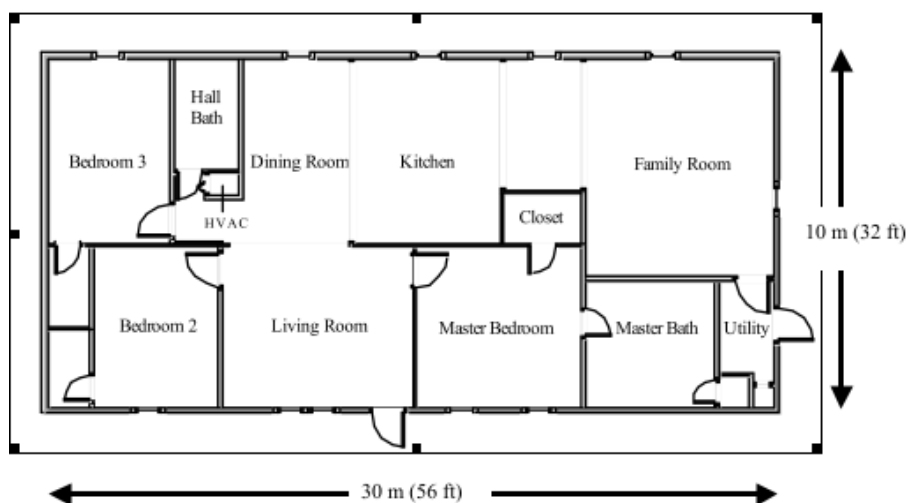 Hall
Bath
Bedroom 3
Dining Room
Kitchen
Family Room
HVAC
Closet
10 m (32 ft)
Bedroom 2
Living Room
Master Bedroom
Master Bath
Utility
30 m (56 ft)